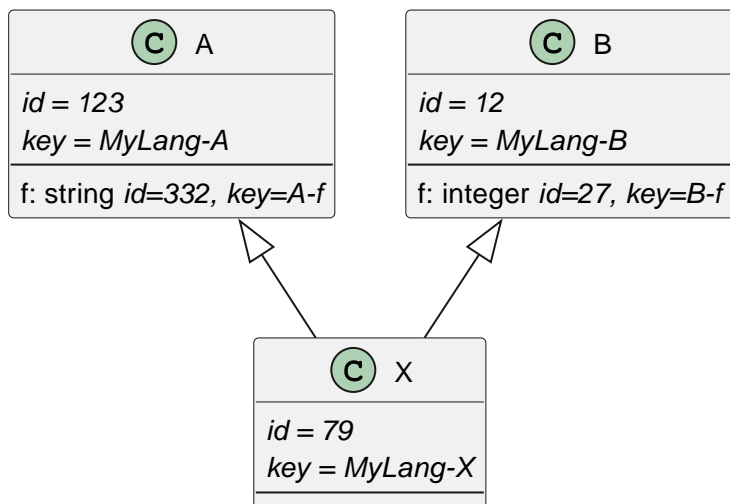 C A
id = 123
key = MyLang-A
f: string id=332, key=A-f
C B
id = 12
key = MyLang-B
f: integer id=27, key=B-f
C X
id = 79
key = MyLang-X